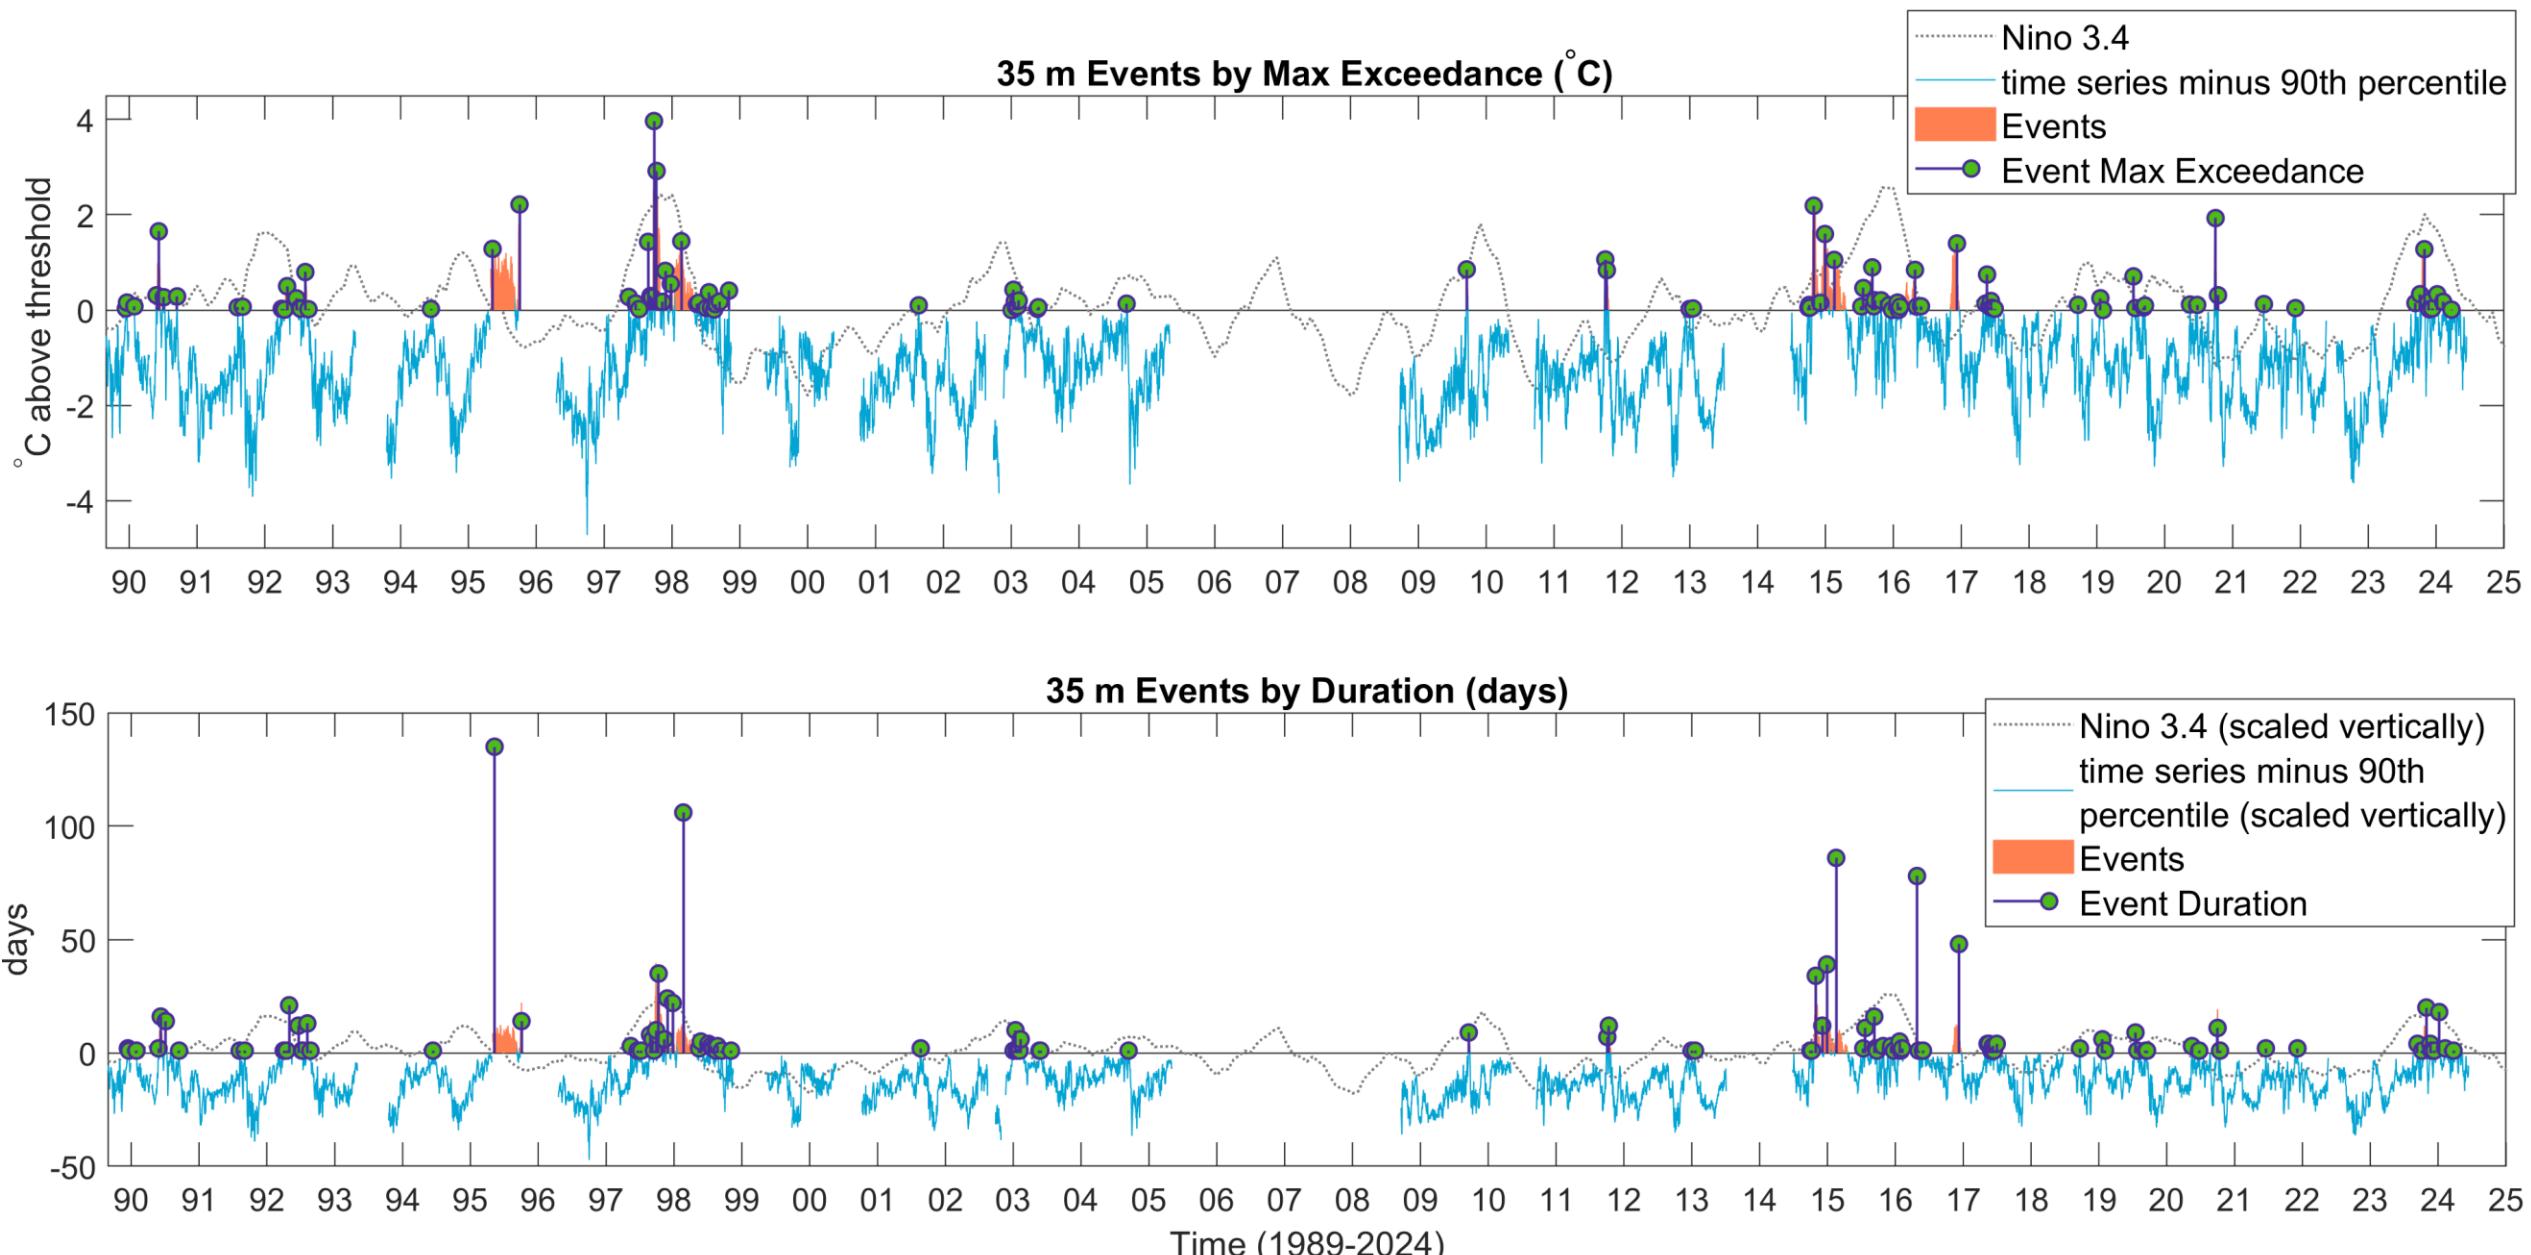 35 m Events by Max Exceedance (°C)
Nino 3.4
time series minus 90th percentile
Events
Event Max Exceedance
°C above threshold
4
2
0
-2
-4
90 91 92 93 94 95 96 97 98 99 00 01 02 03 04 05 06 07 08 09 10 11 12 13 14 15 16 17 18 19 20 21 22 23 24 25
35 m Events by Duration (days)
Nino 3.4 (scaled vertically)
time series minus 90th
percentile (scaled vertically)
Events
Event Duration
days
150
100
50
0
-50
90 91 92 93 94 95 96 97 98 99 00 01 02 03 04 05 06 07 08 09 10 11 12 13 14 15 16 17 18 19 20 21 22 23 24 25
Time (1989-2024)